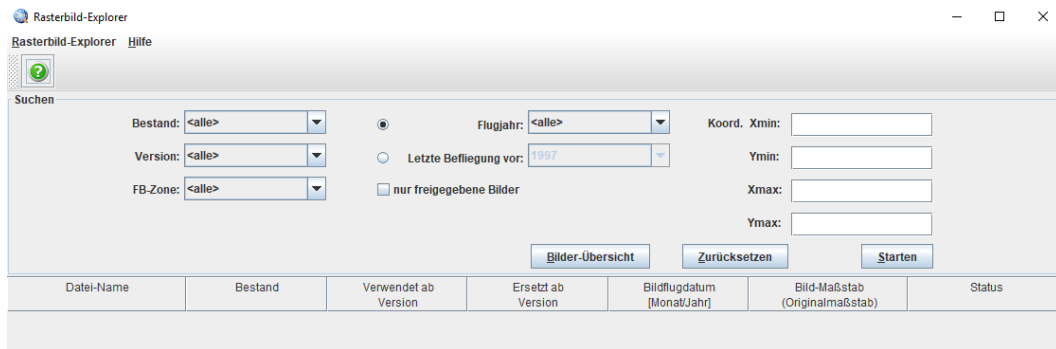 Rasterbild-Explorer
Rasterbild-Explorer Hilfe
Suchen
Bestand: <alle> Flugjahr: <alle> Koord. Xmin:
Version: <alle> Letzte Befliegung vor: 1997 Ymin:
FB-Zone: <alle> nur freigegebene Bilder Xmax:
Ymax:
Bilder-Übersicht Zurücksetzen Starten
Datei-Name Bestand Verwendet ab Ersetzt ab Bildflugdatum Bild-Maßstab Status
Version Version [Monat/Jahr] (Originalmaßstab)